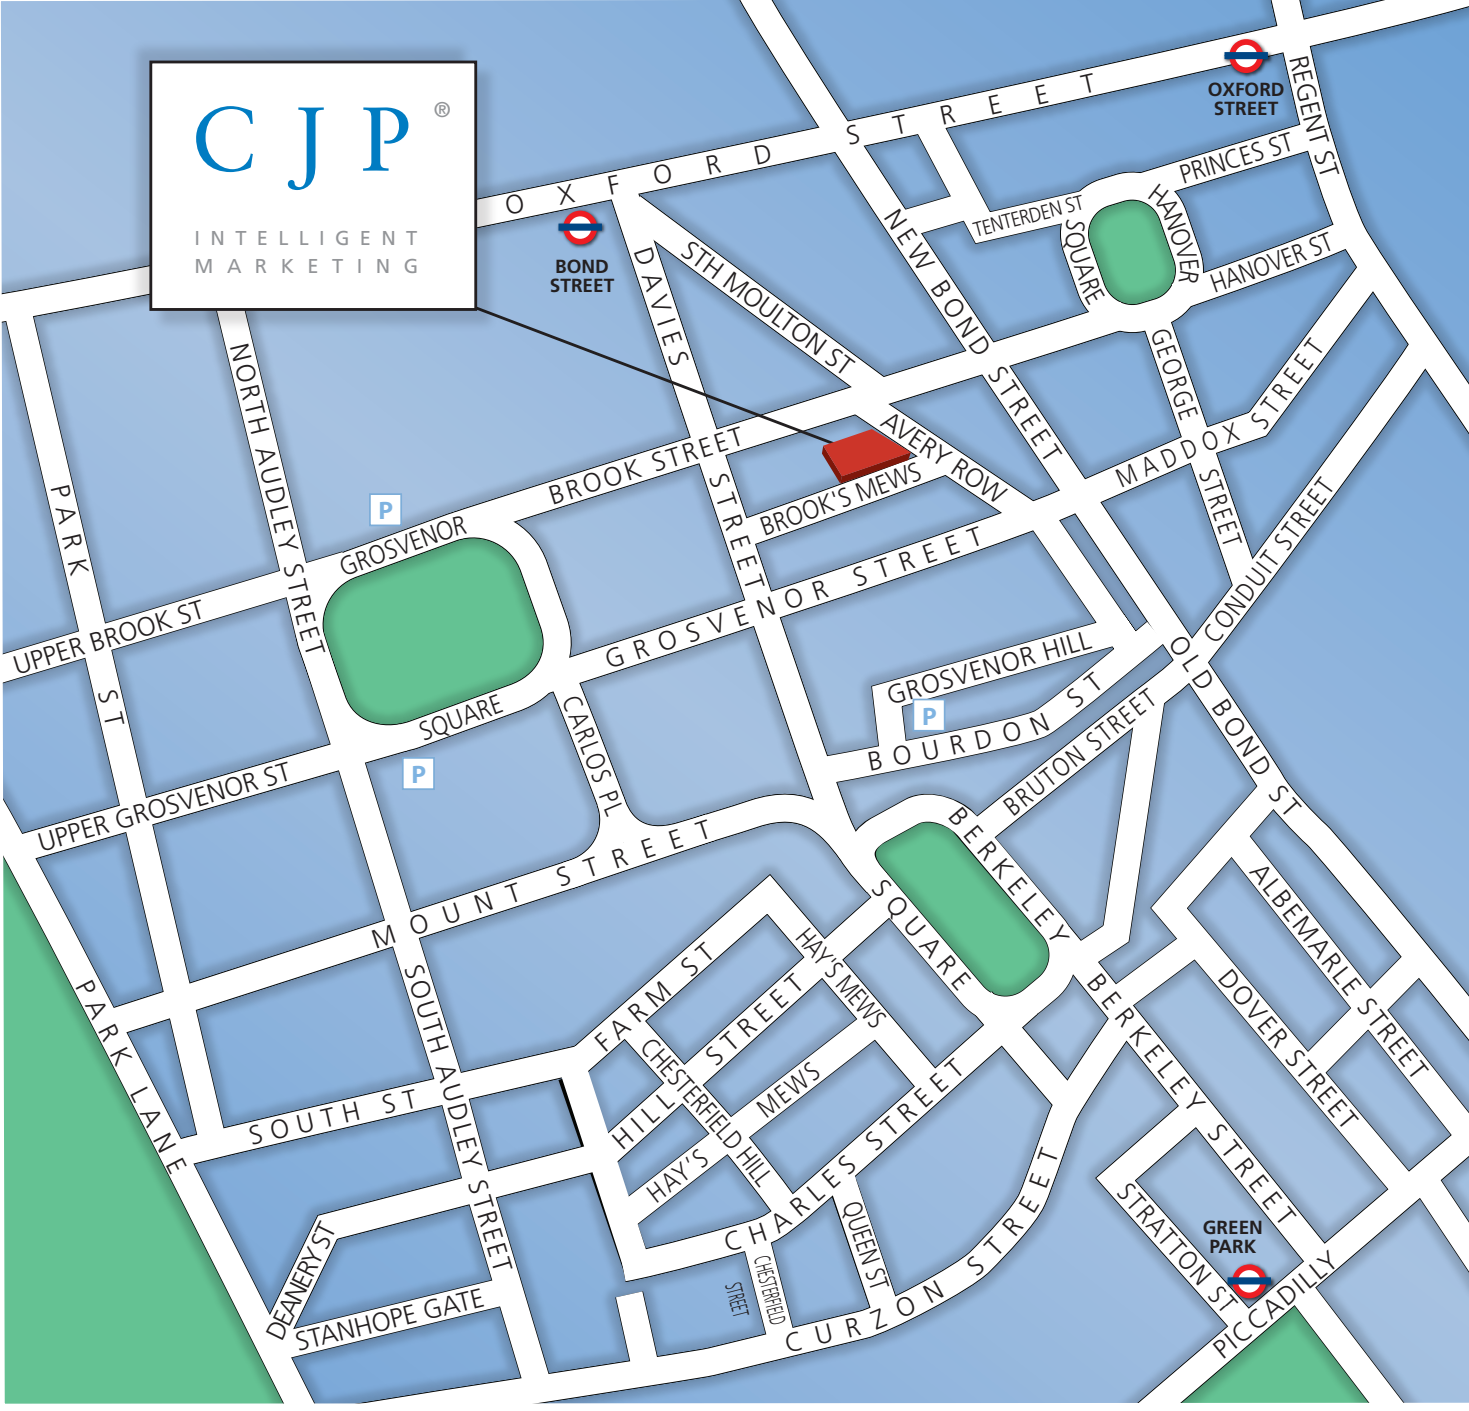 CJP ®
INTELLIGENT
MARKETING
OXFORD STREET
OXFORD
STREET
REGENT ST
PRINCES ST
HANOVER
SQUARE
TENTERDEN ST
HANOVER ST
BOND
STREET
DAVIES STREET
STH MOULTON ST
NEW BOND STREET
GEORGE STREET
MADDOX STREET
CONDUIT STREET
NORTH AUDLEY STREET
PARK ST
BROOK STREET
AVERY ROW
BROOK'S MEWS
P
GROSVENOR
SQUARE
UPPER BROOK ST
GROSVENOR STREET
GROSVENOR HILL
P
BOURDON ST
BRUTON STREET
OLD BOND ST
CARLOS PL
P
UPPER GROSVENOR ST
MOUNT STREET
BERKELEY
SQUARE
ALBEMARLE STREET
DOVER STREET
BERKELEY STREET
HAY'S MEWS
FARM ST
HILL STREET
CHESTERFIELD HILL
HAY'S MEWS
CHARLES STREET
PARK LANE
SOUTH AUDLEY STREET
SOUTH ST
QUEEN ST
CHESTERFIELD
STREET
CURZON STREET
DEANERY ST
STANHOPE GATE
STRATTON ST
GREEN
PARK
PICCADILLY